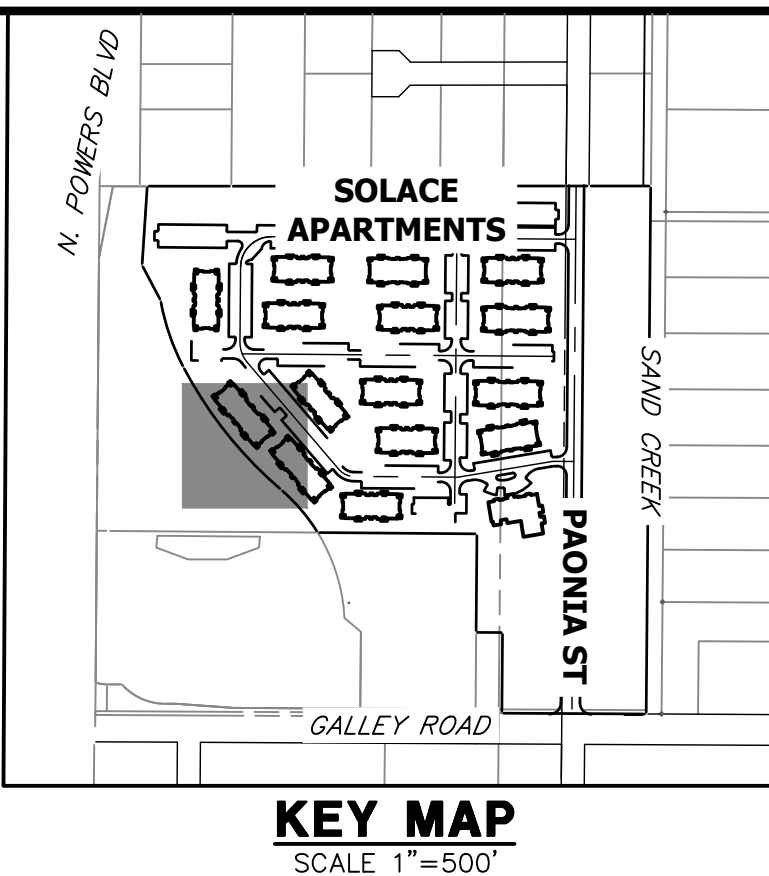 N. POWERS BLVD
SOLACE
APARTMENTS
SAND CREEK
PAONIA ST
GALLEY ROAD
KEY MAP
SCALE 1"=500'